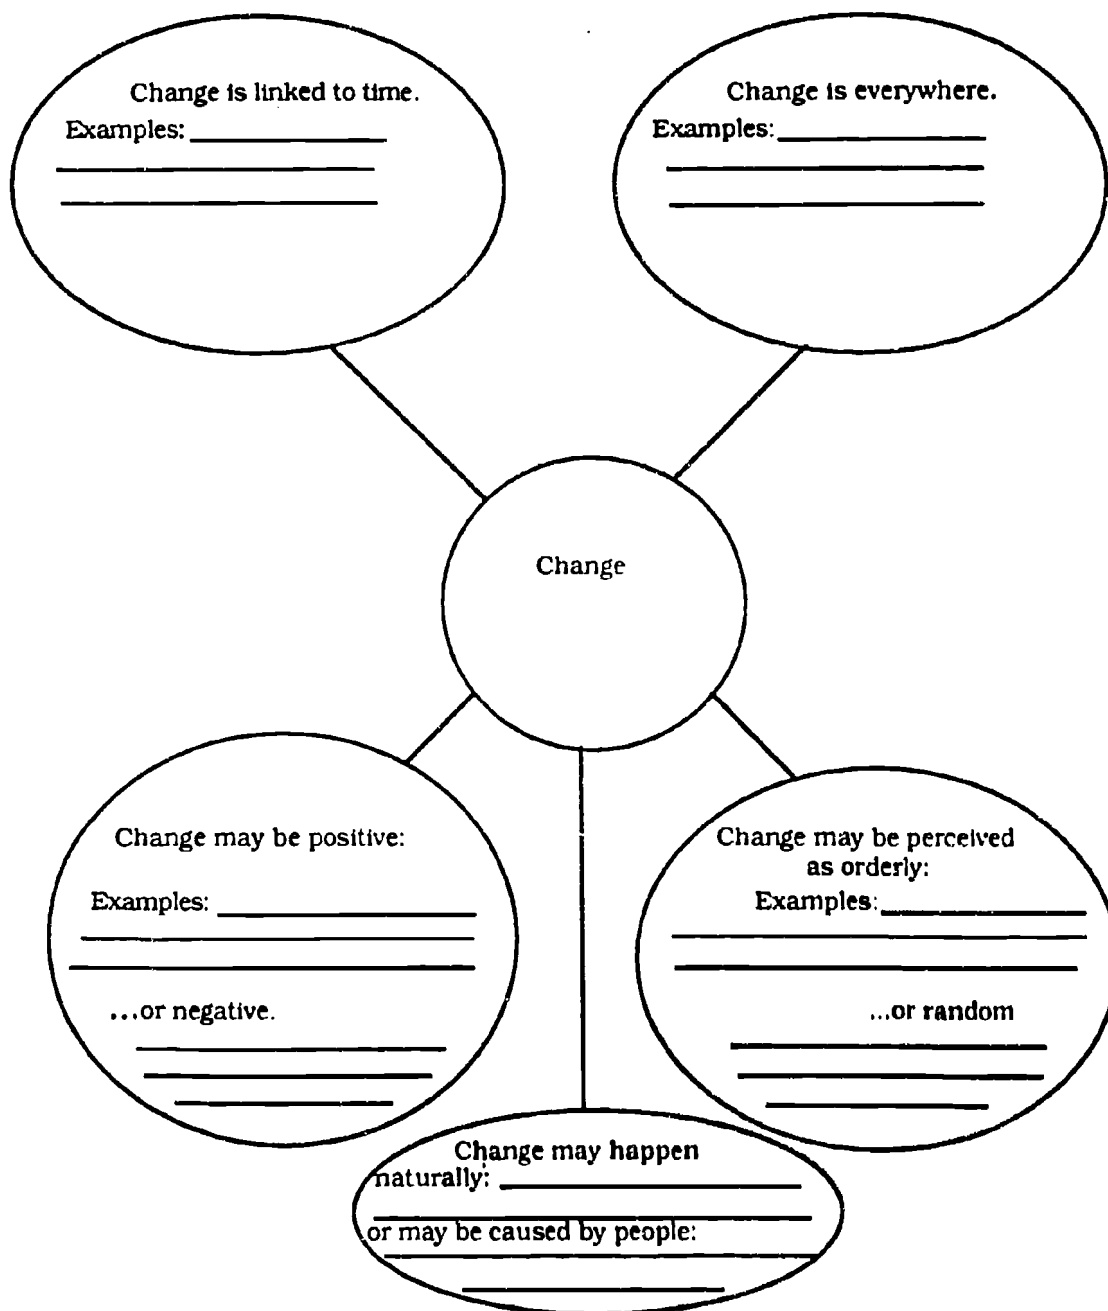 Change is linked to time.
Examples:
Change is everywhere.
Examples:
Change
Change may be positive:
Examples:
...or negative.
Change may be perceived
as orderly:
Examples:
...or random
Change may happen
naturally:
or may be caused by people: